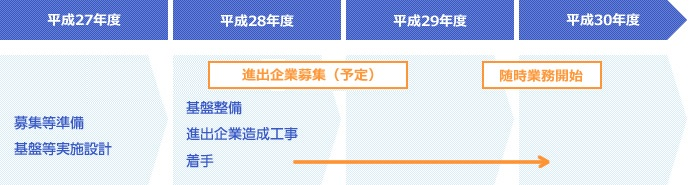 平成27年度
平成28年度
平成29年度
平成30年度
進出企業募集（予定）
随時業務開始
募集等準備
基盤等実施設計
基盤整備
進出企業造成工事
着手